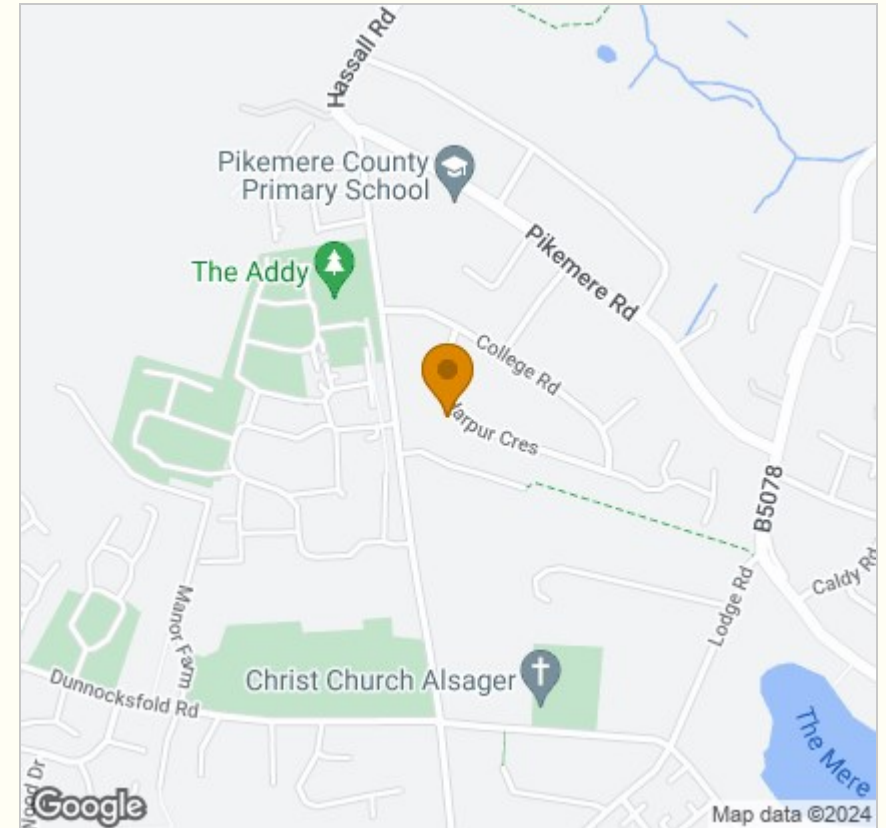 Hassall Rd
Pikemere County
Primary School
The Addy
Pikemere Rd
College Rd
arpur Cres
B5078
Caldy Rd
Lodge Rd
Manor Farm
Christ Church Alsager
Dunnocksfold Rd
The Mere
Dr
Google
Map data ©2024